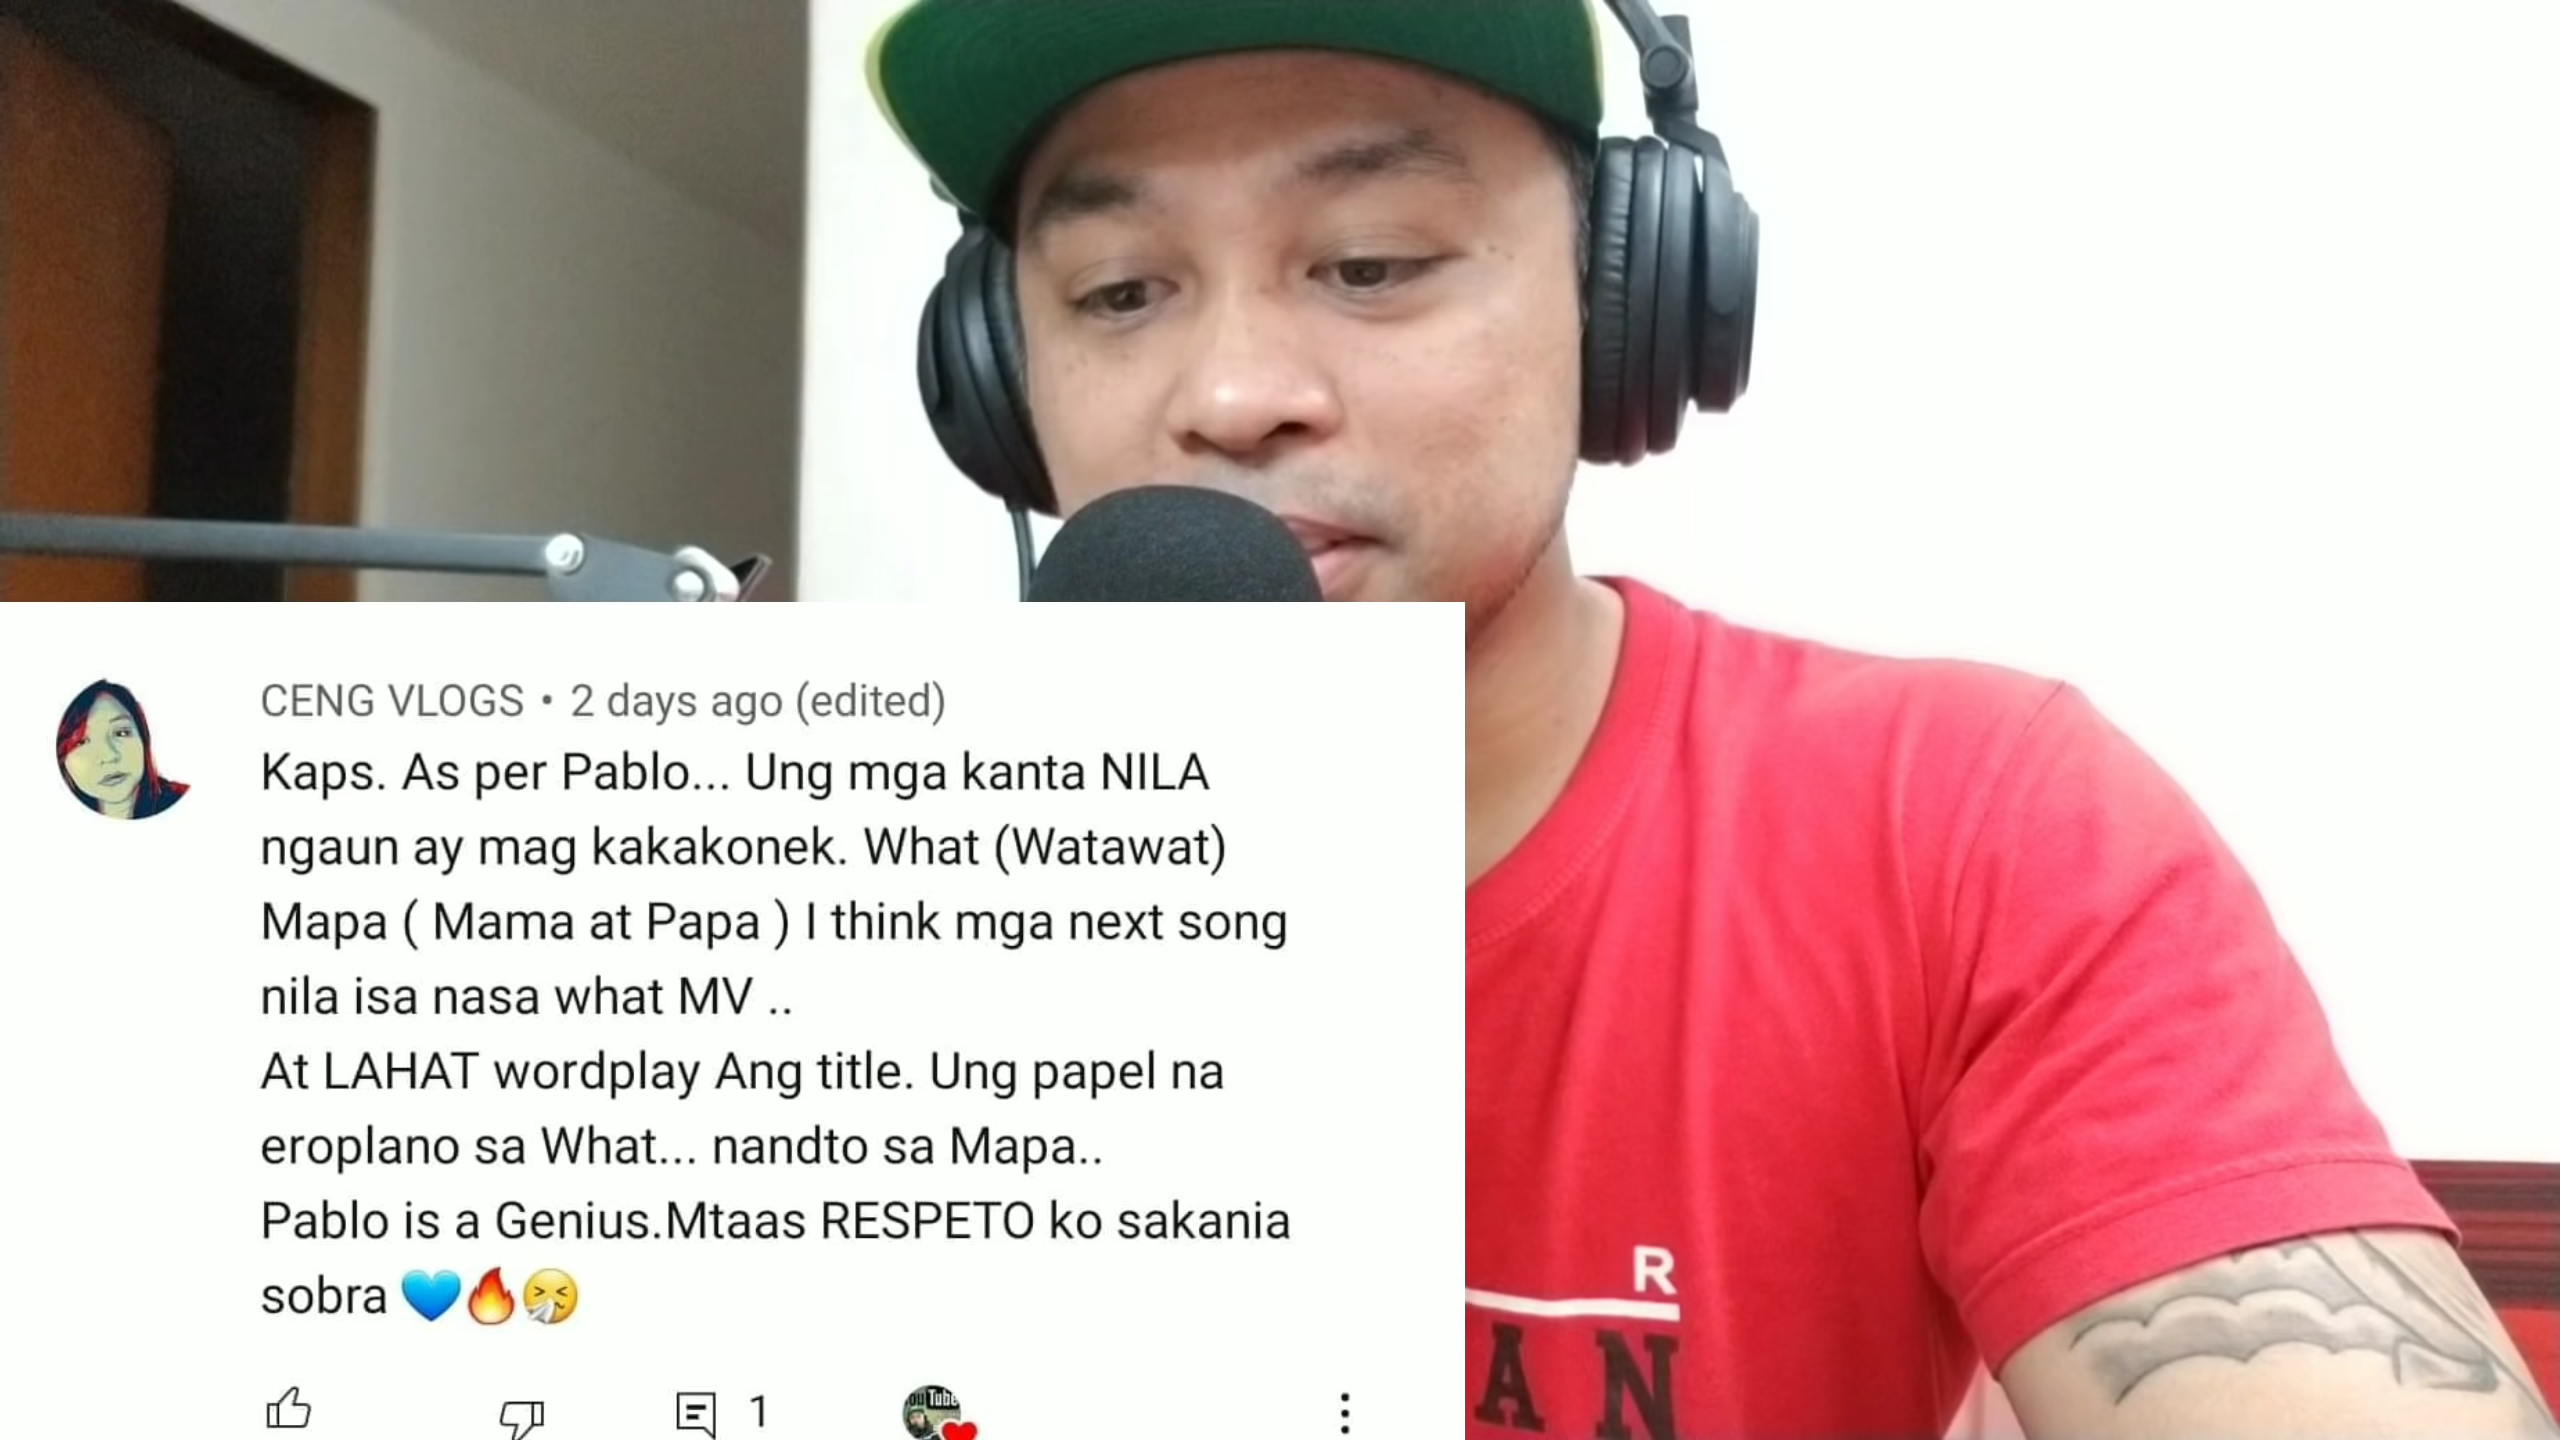 CENG VLOGS • 2 days ago (edited)
Kaps. As per Pablo... Ung mga kanta NILA
ngaun ay mag kakakonek. What (Watawat)
Mapa ( Mama at Papa ) I think mga next song
nila isa nasa what MV ..
At LAHAT wordplay Ang title. Ung papel na
eroplano sa What... nandto sa Mapa..
Pablo is a Genius.Mtaas RESPETO ko sakania
sobra 💙🔥🤧
1
R
AN